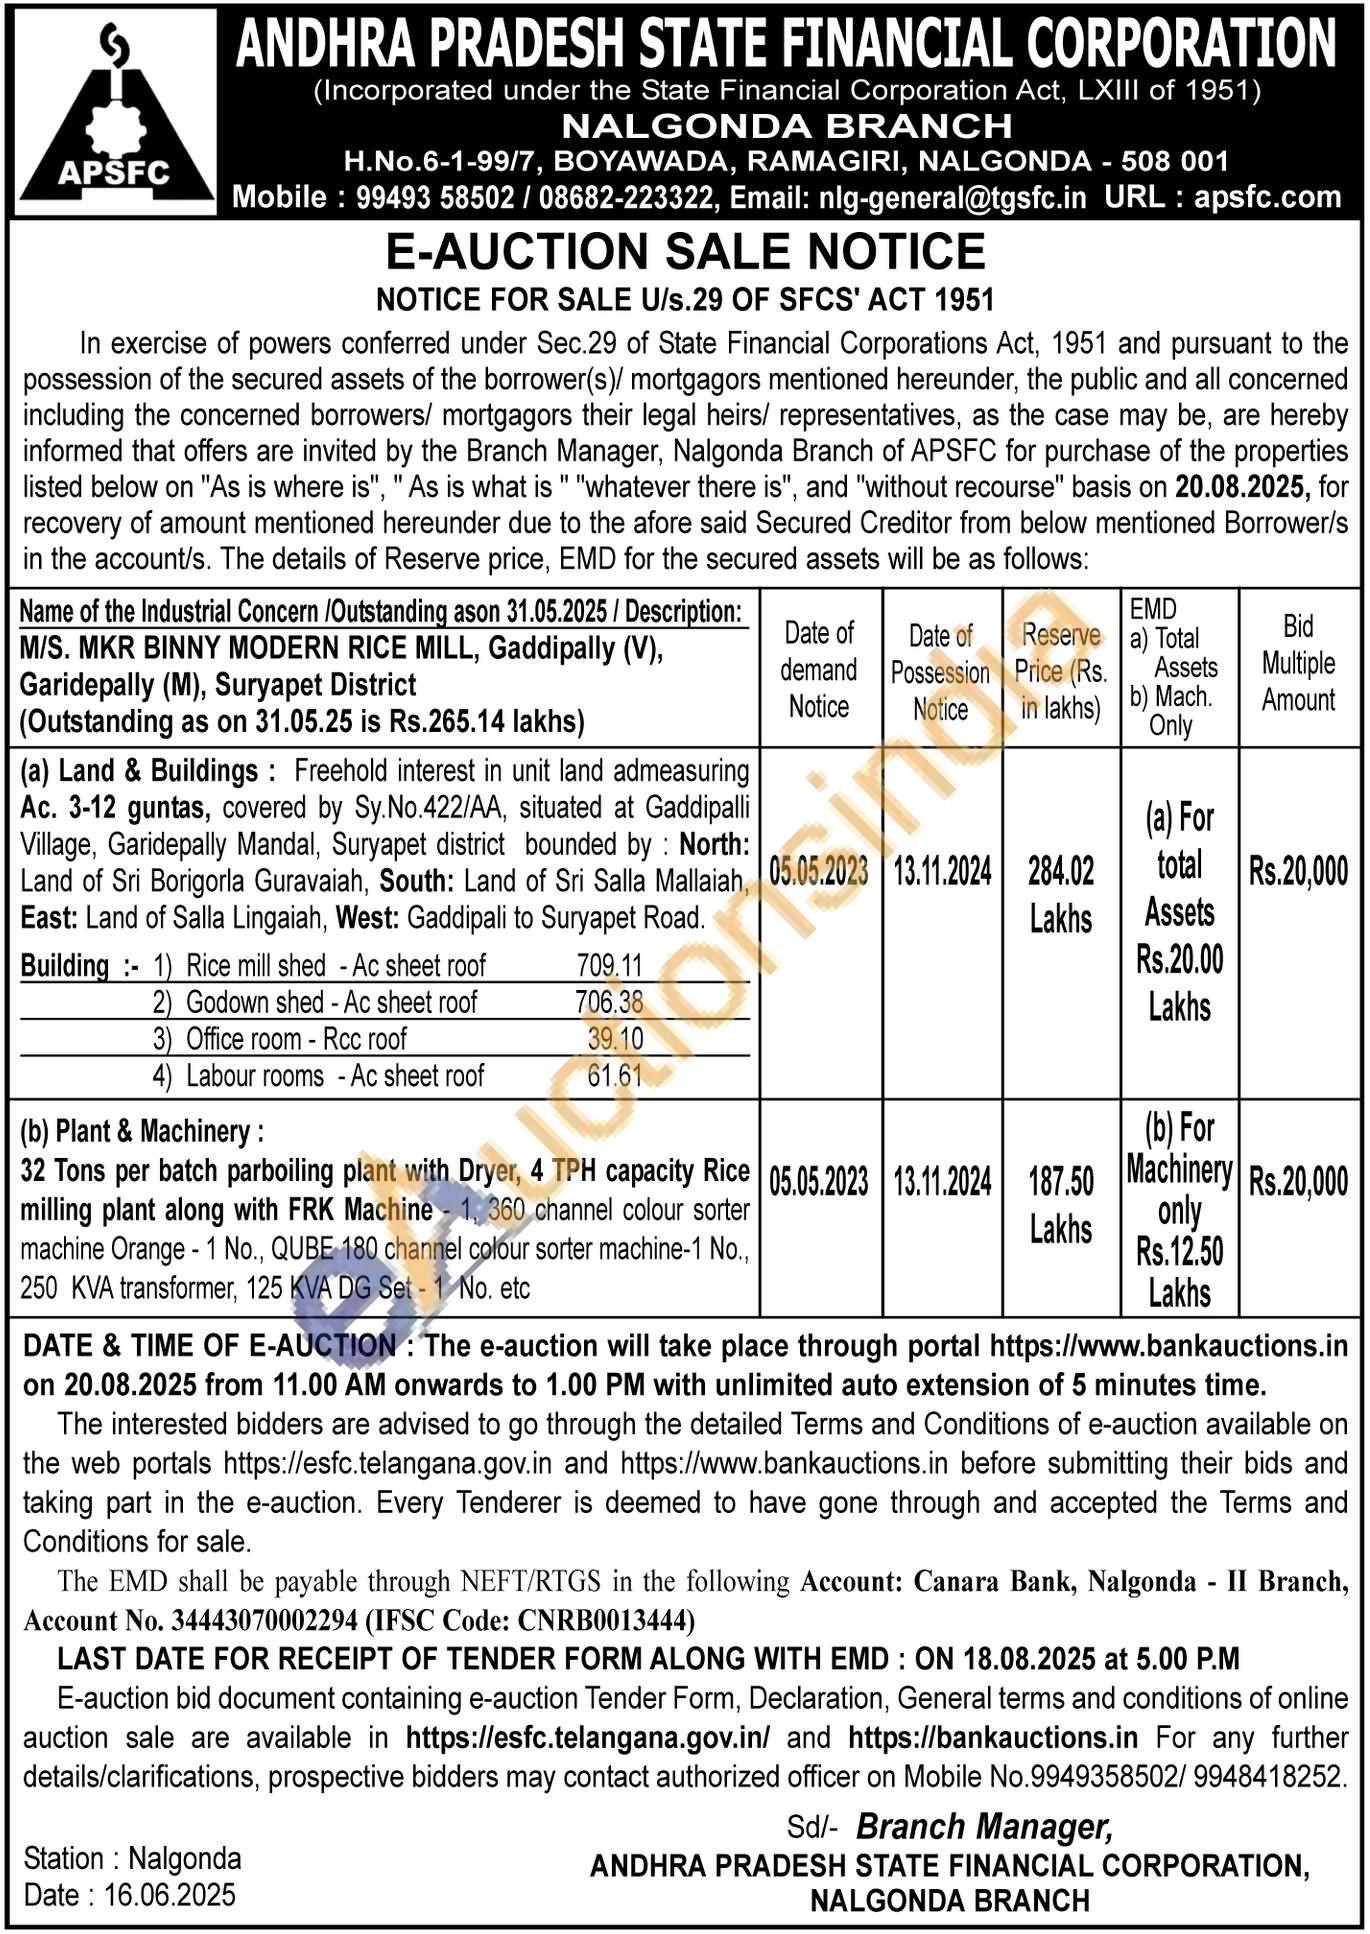 APSFC
ANDHRA PRADESH STATE FINANCIAL CORPORATION
(Incorporated under the State Financial Corporation Act, LXIII of 1951)
NALGONDA BRANCH
H.No.6-1-99/7, BOYAWADA, RAMAGIRI, NALGONDA - 508 001
Mobile : 99493 58502 / 08682-223322, Email: nlg-general@tgsfc.in URL : apsfc.com
E-AUCTION SALE NOTICE
NOTICE FOR SALE U/s.29 OF SFCS' ACT 1951
In exercise of powers conferred under Sec.29 of State Financial Corporations Act, 1951 and pursuant to the
possession of the secured assets of the borrower(s)/ mortgagors mentioned hereunder, the public and all concerned
including the concerned borrowers/ mortgagors their legal heirs/ representatives, as the case may be, are hereby
informed that offers are invited by the Branch Manager, Nalgonda Branch of APSFC for purchase of the properties
listed below on "As is where is", " As is what is " "whatever there is", and "without recourse" basis on 20.08.2025, for
recovery of amount mentioned hereunder due to the afore said Secured Creditor from below mentioned Borrower/s
in the account/s. The details of Reserve price, EMD for the secured assets will be as follows:
Name of the Industrial Concern /Outstanding ason 31.05.2025 / Description:
M/S. MKR BINNY MODERN RICE MILL, Gaddipally (V),
Garidepally (M), Suryapet District
(Outstanding as on 31.05.25 is Rs.265.14 lakhs)
Date of
demand
Notice
Date of
Possession
Notice
Reserve
Price (Rs.
in lakhs)
EMD
a) Total
Assets
b) Mach.
Only
Bid
Multiple
Amount
(a) Land & Buildings : Freehold interest in unit land admeasuring
Ac. 3-12 guntas, covered by Sy.No.422/AA, situated at Gaddipalli
Village, Garidepally Mandal, Suryapet district bounded by : North:
Land of Sri Borigorla Guravaiah, South: Land of Sri Salla Mallaiah,
East: Land of Salla Lingaiah, West: Gaddipali to Suryapet Road.
Building :- 1) Rice mill shed - Ac sheet roof 709.11
2) Godown shed - Ac sheet roof 706.38
3) Office room - Rcc roof 39.10
4) Labour rooms - Ac sheet roof 61.61
05.05.2023
13.11.2024
284.02
Lakhs
(a) For
total
Assets
Rs.20.00
Lakhs
Rs.20,000
(b) Plant & Machinery :
32 Tons per batch parboiling plant with Dryer, 4 TPH capacity Rice
milling plant along with FRK Machine - 1, 360 channel colour sorter
machine Orange - 1 No., QUBE 180 channel colour sorter machine-1 No.,
250 KVA transformer, 125 KVA DG Set - 1 No. etc
05.05.2023
13.11.2024
187.50
Lakhs
(b) For
Machinery
only
Rs.12.50
Lakhs
Rs.20,000
DATE & TIME OF E-AUCTION : The e-auction will take place through portal https://www.bankauctions.in
on 20.08.2025 from 11.00 AM onwards to 1.00 PM with unlimited auto extension of 5 minutes time.
The interested bidders are advised to go through the detailed Terms and Conditions of e-auction available on
the web portals https://esfc.telangana.gov.in and https://www.bankauctions.in before submitting their bids and
taking part in the e-auction. Every Tenderer is deemed to have gone through and accepted the Terms and
Conditions for sale.
The EMD shall be payable through NEFT/RTGS in the following Account: Canara Bank, Nalgonda - II Branch,
Account No. 34443070002294 (IFSC Code: CNRB0013444)
LAST DATE FOR RECEIPT OF TENDER FORM ALONG WITH EMD : ON 18.08.2025 at 5.00 P.M
E-auction bid document containing e-auction Tender Form, Declaration, General terms and conditions of online
auction sale are available in https://esfc.telangana.gov.in/ and https://bankauctions.in For any further
details/clarifications, prospective bidders may contact authorized officer on Mobile No.9949358502/ 9948418252.
Sd/- Branch Manager,
Station : Nalgonda
ANDHRA PRADESH STATE FINANCIAL CORPORATION,
Date : 16.06.2025
NALGONDA BRANCH
eAuctionsindia